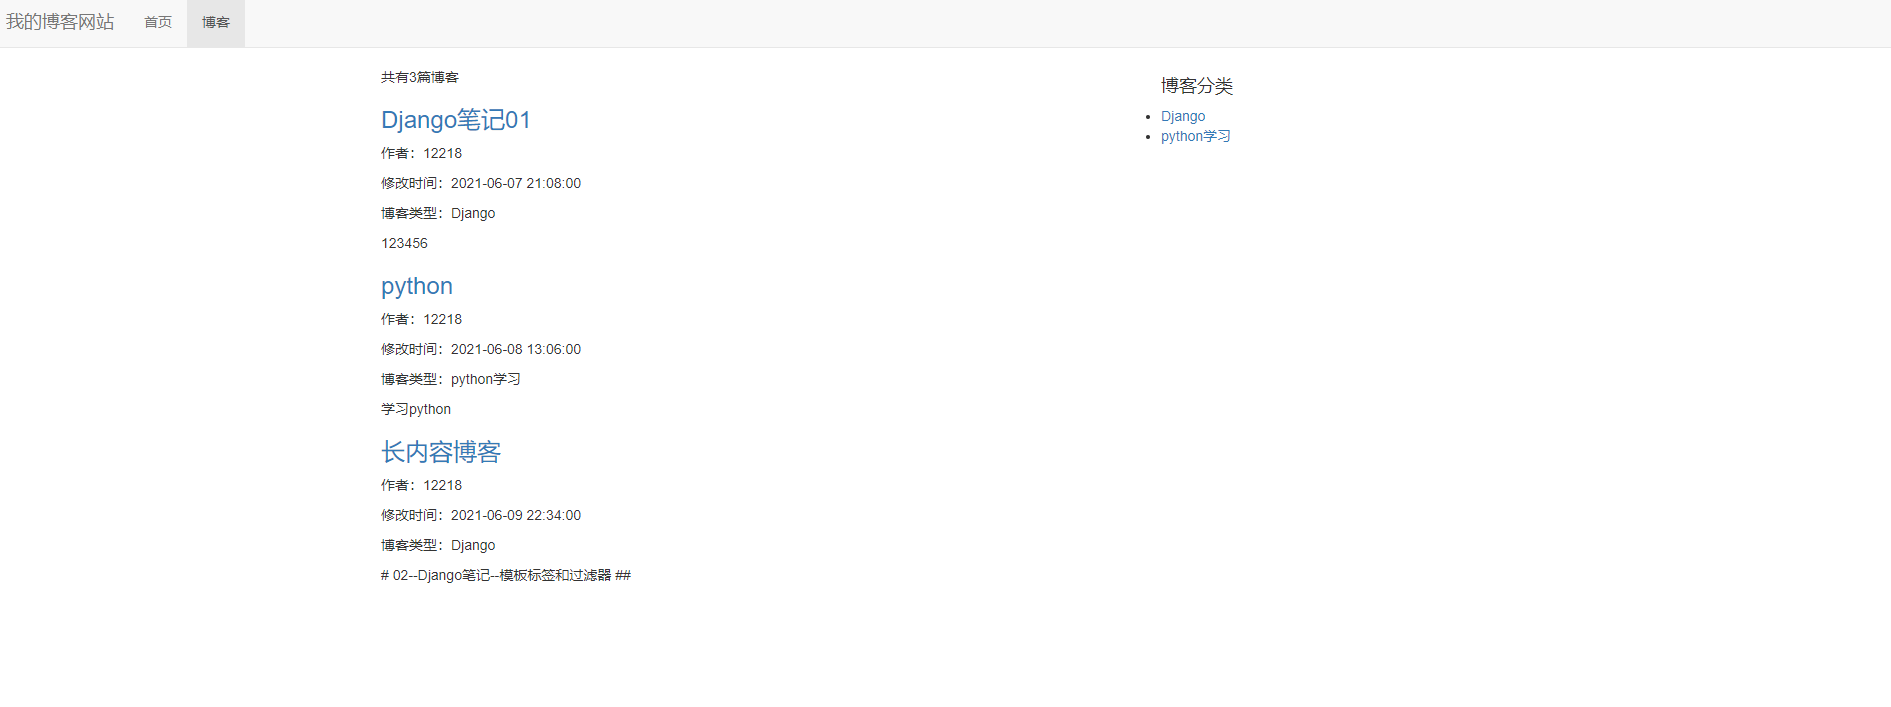 我的博客网站 首页 博客
共有3篇博客
Django笔记01
作者：12218
修改时间：2021-06-07 21:08:00
博客类型：Django
123456
python
作者：12218
修改时间：2021-06-08 13:06:00
博客类型：python学习
学习python
长内容博客
作者：12218
修改时间：2021-06-09 22:34:00
博客类型：Django
# 02--Django笔记--模板标签和过滤器 ##
博客分类
Django
python学习